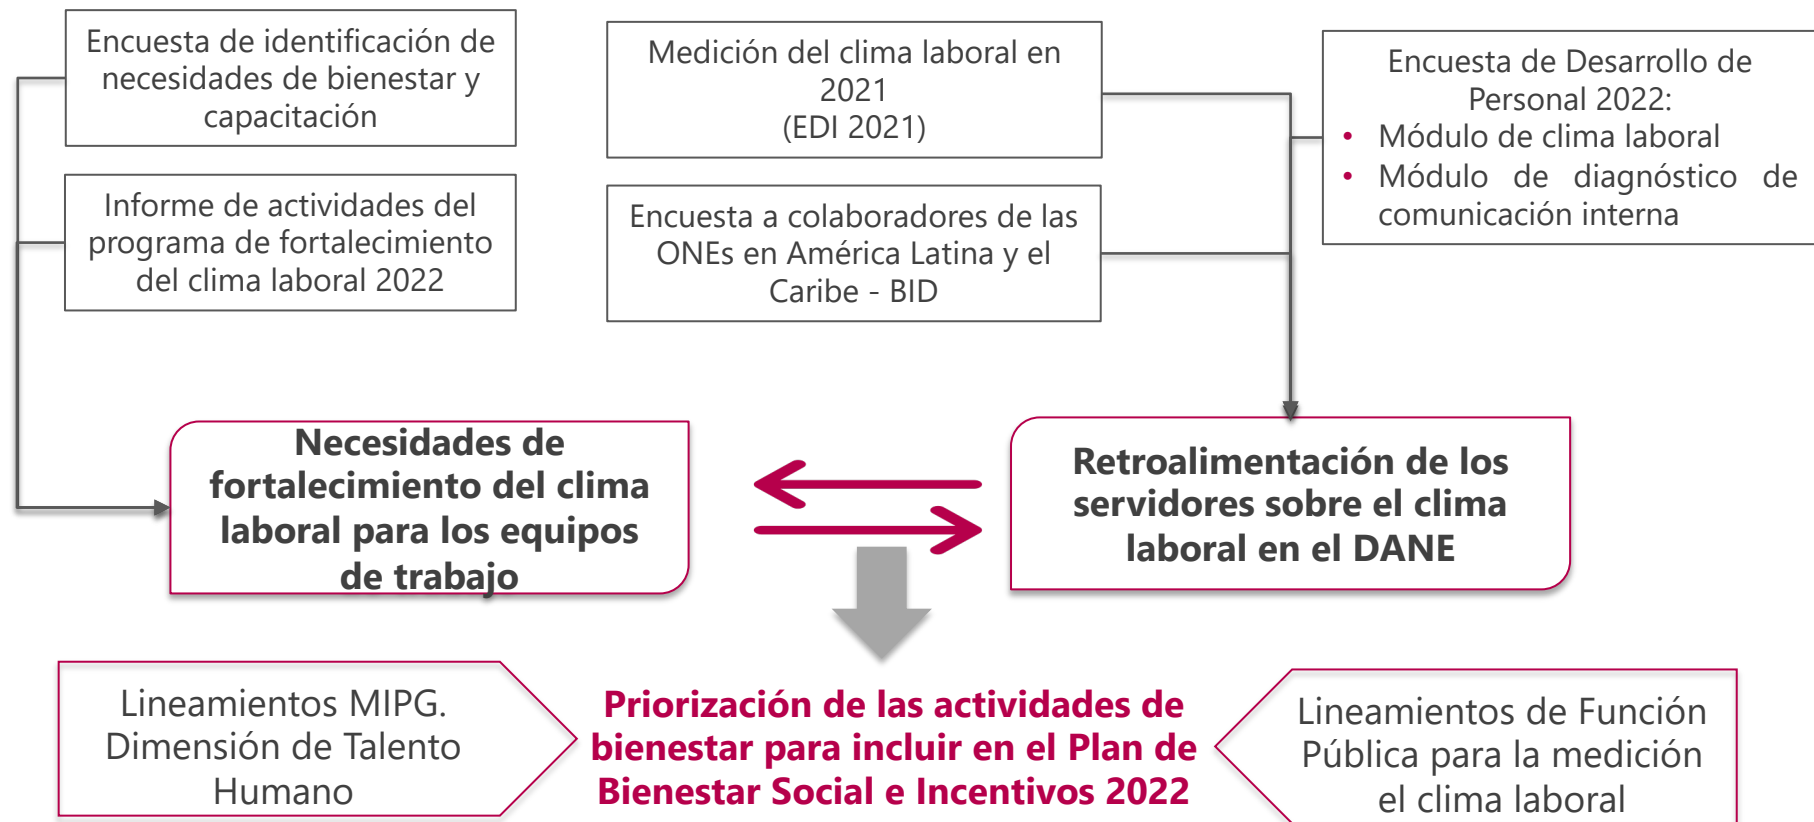 Encuesta de identificación de
necesidades de bienestar y
capacitación
Informe de actividades del
programa de fortalecimiento
del clima laboral 2022
Medición del clima laboral en
2021
(EDI 2021)
Encuesta a colaboradores de las
ONEs en América Latina y el
Caribe - BID
Encuesta de Desarrollo de
Personal 2022:
• Módulo de clima laboral
• Módulo de diagnóstico de
comunicación interna
Necesidades de
fortalecimiento del clima
laboral para los equipos
de trabajo
Retroalimentación de los
servidores sobre el clima
laboral en el DANE
Lineamientos MIPG.
Dimensión de Talento
Humano
Priorización de las actividades de
bienestar para incluir en el Plan de
Bienestar Social e Incentivos 2022
Lineamientos de Función
Pública para la medición
el clima laboral